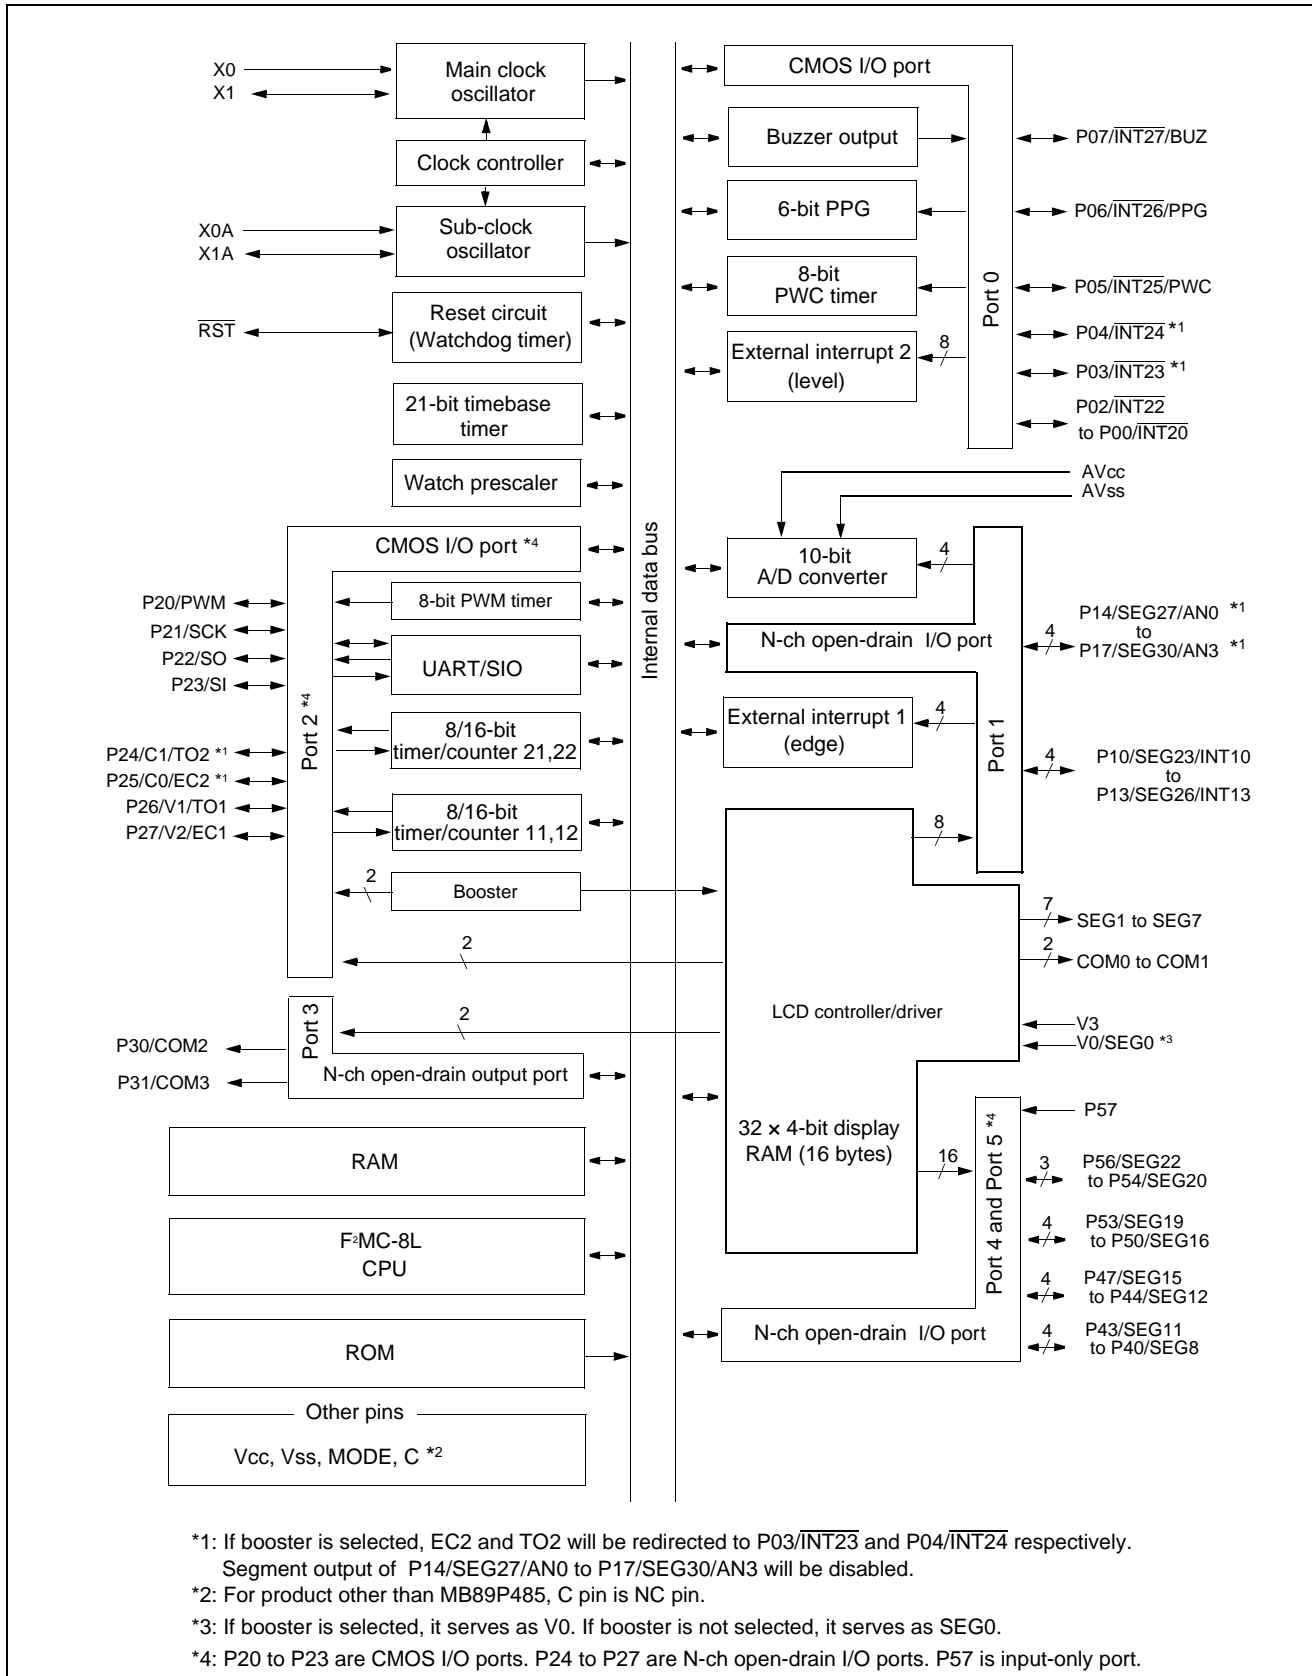 X0
X1
Main clock
oscillator
Clock controller
X0A
X1A
Sub-clock
oscillator
RST
Reset circuit
(Watchdog timer)
21-bit timebase
timer
Watch prescaler
CMOS I/O port *4
Port 2 *4
P20/PWM
P21/SCK
P22/SO
P23/SI
P24/C1/TO2 *1
P25/C0/EC2 *1
P26/V1/TO1
P27/V2/EC1
8-bit PWM timer
UART/SIO
8/16-bit
timer/counter 21,22
8/16-bit
timer/counter 11,12
2
Booster
2
Port 3
2
P30/COM2
P31/COM3
N-ch open-drain output port
RAM
F²MC-8L
CPU
ROM
Other pins
Vcc, Vss, MODE, C *2
Internal data bus
CMOS I/O port
Port 0
Buzzer output
6-bit PPG
8-bit
PWC timer
External interrupt 2
(level)
8
P07/INT27/BUZ
P06/INT26/PPG
P05/INT25/PWC
P04/INT24 *1
P03/INT23 *1
P02/INT22
to P00/INT20
AVcc
AVss
10-bit
A/D converter
4
N-ch open-drain I/O port
Port 1
External interrupt 1
(edge)
4
4
P14/SEG27/AN0 *1
to
P17/SEG30/AN3 *1
4
P10/SEG23/INT10
to
P13/SEG26/INT13
8
7
SEG1 to SEG7
2
COM0 to COM1
LCD controller/driver
V3
V0/SEG0 *3
32 × 4-bit display
RAM (16 bytes)
16
Port 4 and Port 5 *4
P57
3
P56/SEG22
to P54/SEG20
4
P53/SEG19
to P50/SEG16
4
P47/SEG15
to P44/SEG12
4
P43/SEG11
to P40/SEG8
N-ch open-drain I/O port
*1: If booster is selected, EC2 and TO2 will be redirected to P03/INT23 and P04/INT24 respectively.
Segment output of P14/SEG27/AN0 to P17/SEG30/AN3 will be disabled.
*2: For product other than MB89P485, C pin is NC pin.
*3: If booster is selected, it serves as V0. If booster is not selected, it serves as SEG0.
*4: P20 to P23 are CMOS I/O ports. P24 to P27 are N-ch open-drain I/O ports. P57 is input-only port.